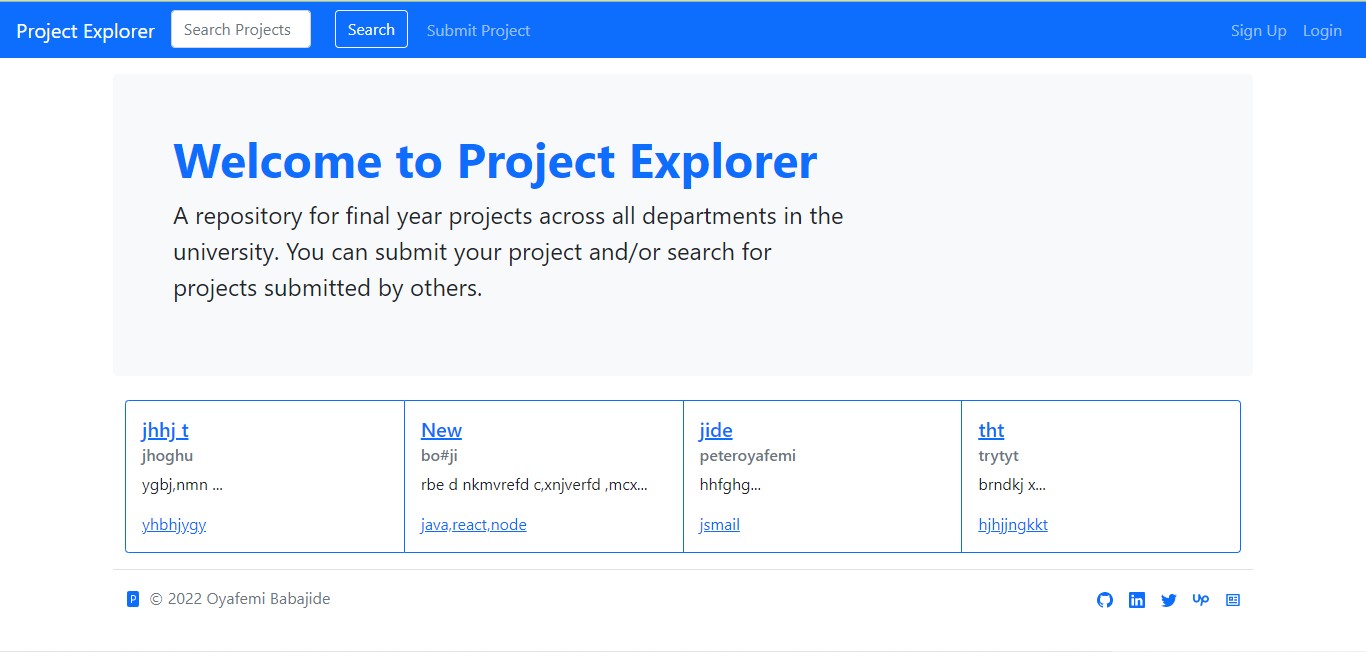 Project Explorer Search Projects Search Submit Project Sign Up Login
Welcome to Project Explorer
A repository for final year projects across all departments in the
university. You can submit your project and/or search for
projects submitted by others.
jhhj t
jhoghu
ygbj,nmn ...
yhbhjygy
New
bo#ji
rbe d nkmvrefd c,xnjverfd ,mcx...
java,react,node
jide
peteroyafemi
hhfghg...
jsmail
tht
trytyt
brndkj x...
hjhjjngkkt
P © 2022 Oyafemi Babajide in up